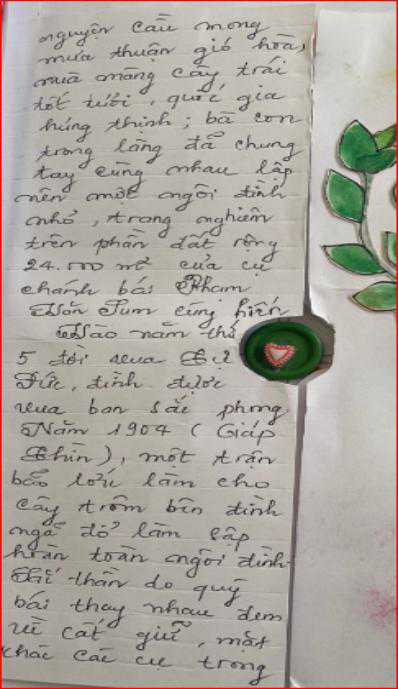 nguyện cầu mong
mưa thuận gió hòa,
mùa màng cây trái
tốt tươi, quốc gia
hưng thịnh; bà con
trong làng đã chung
tay cùng nhau lập
nên một ngôi đình
nhỏ, trang nghiêm
trên phần đất rộng
24.000 m² của cụ
chánh bái Phạm
Văn Tum cúng hiến
Vào năm thứ
5 đời vua Tự
Đức, đình được
vua ban sắc phong
Năm 1904 (Giáp
Thìn), một trận
bão lớn làm cho
cây trôm bên đình
ngã đổ làm sập
hoàn toàn ngôi đình
thần do quý
bái thay nhau đem
về cất giữ, mặt
khác các cụ trong